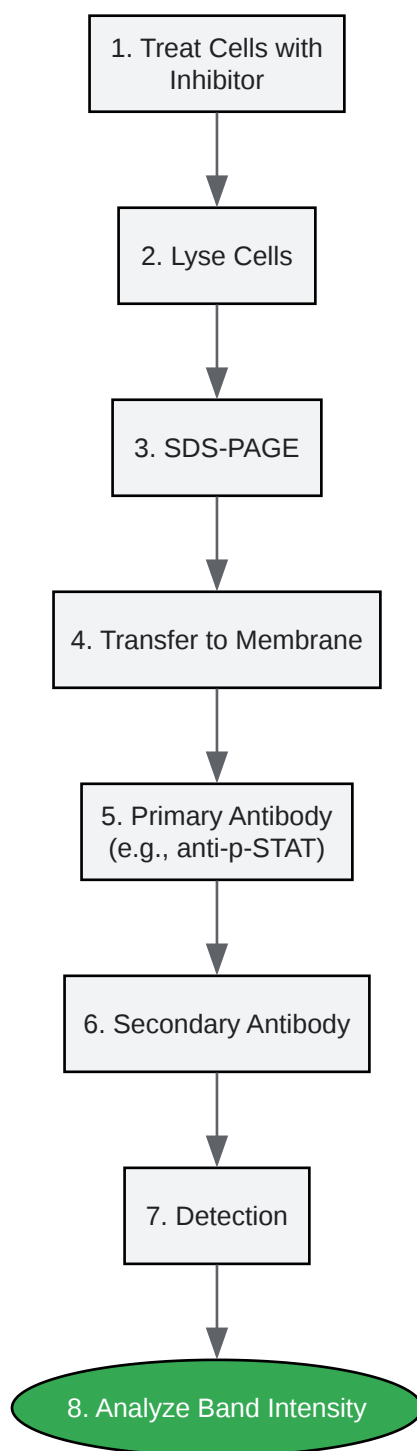 1. Treat Cells with
Inhibitor
2. Lyse Cells
3. SDS-PAGE
4. Transfer to Membrane
5. Primary Antibody
(e.g., anti-p-STAT)
6. Secondary Antibody
7. Detection
8. Analyze Band Intensity